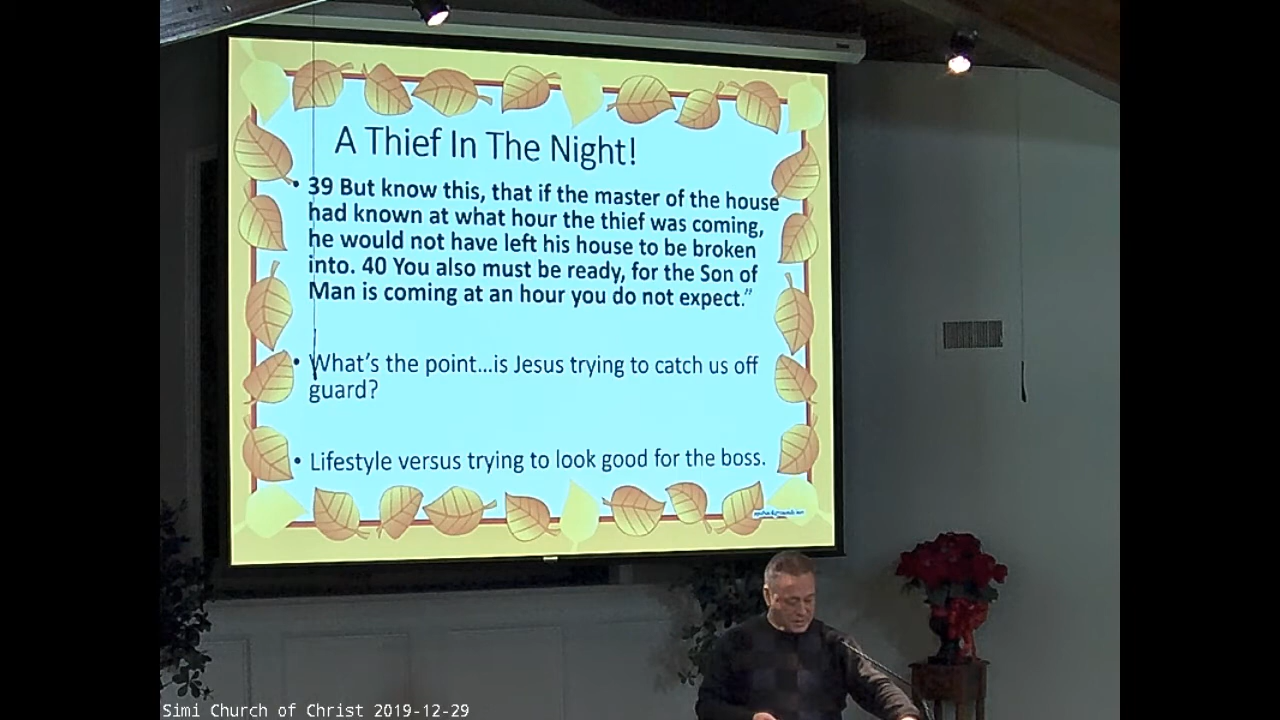 A Thief In The Night!
• 39 But know this, that if the master of the house
had known at what hour the thief was coming,
he would not have left his house to be broken
into. 40 You also must be ready, for the Son of
Man is coming at an hour you do not expect.”
• What’s the point…is Jesus trying to catch us off
guard?
• Lifestyle versus trying to look good for the boss.
Simi Church of Christ 2019-12-29